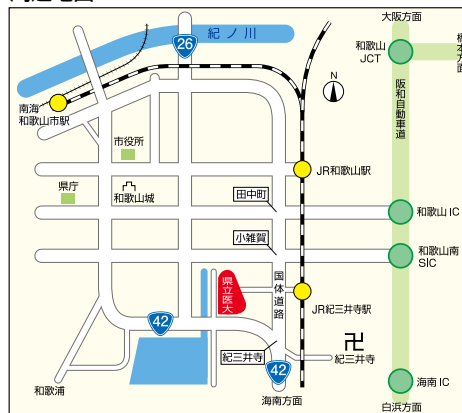 大阪方面
紀ノ川
26
和歌山
JCT
南海
和歌山市駅
N
阪和自動車道
市役所
JR和歌山駅
県庁
和歌山城
田中町
和歌山 IC
小雑賀
和歌山南
SIC
国体道路
県立医大
JR紀三井寺駅
42
紀三井寺
卍
紀三井寺
42
和歌浦
海南方面
海南 IC
白浜方面